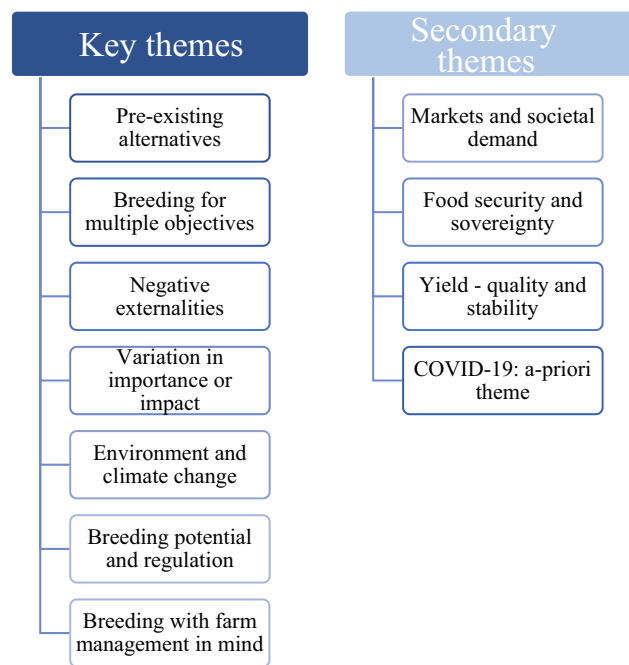 Key themes
Pre-existing
alternatives
Breeding for
multiple objectives
Negative
externalities
Variation in
importance or
impact
Environment and
climate change
Breeding potential
and regulation
Breeding with farm
management in mind
Secondary
themes
Markets and societal
demand
Food security and
sovereignty
Yield - quality and
stability
COVID-19: a-priori
theme